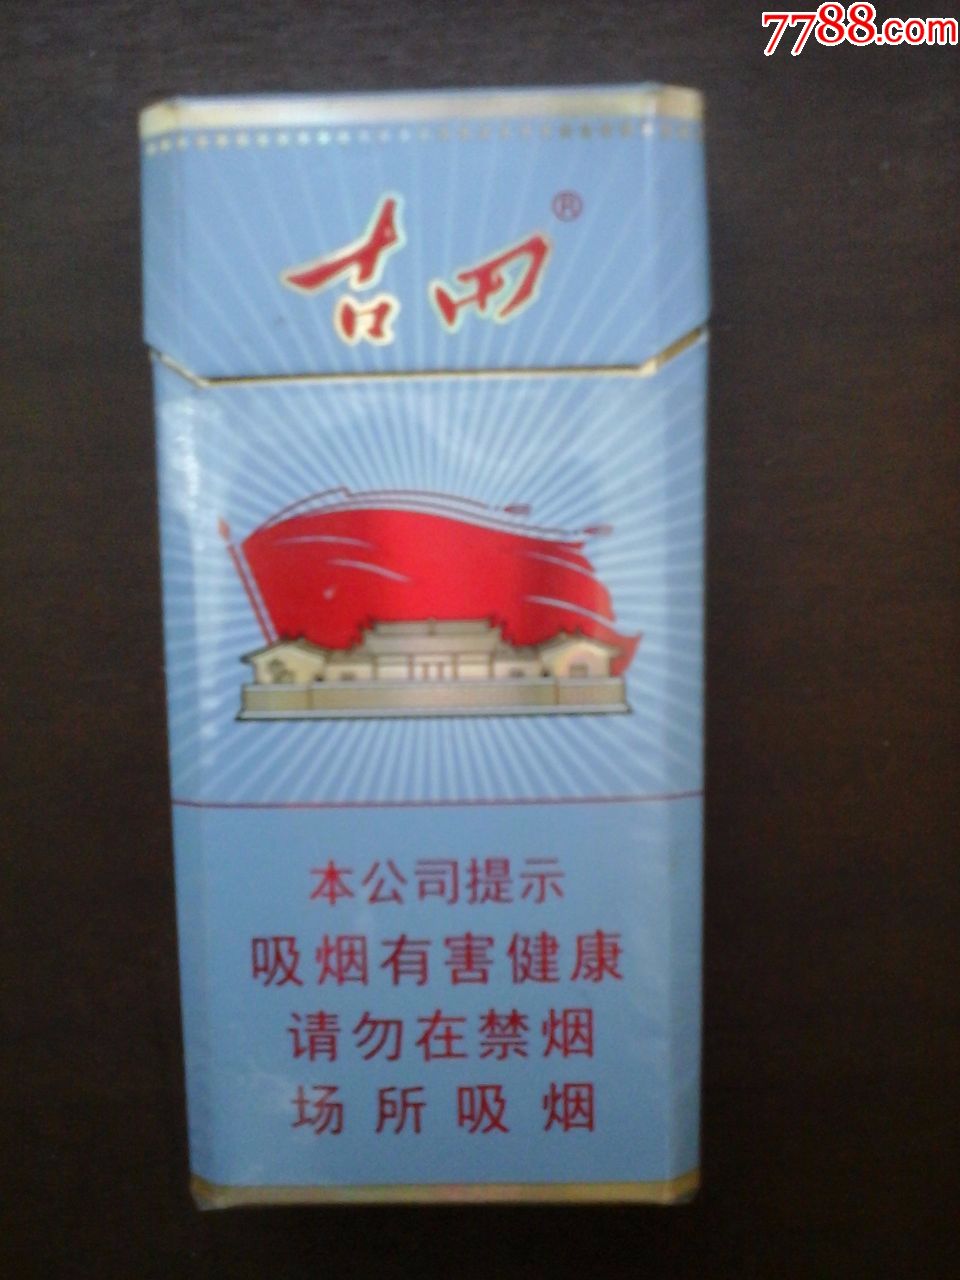 7788.com
古田®
本公司提示
吸烟有害健康
请勿在禁烟
场所吸烟